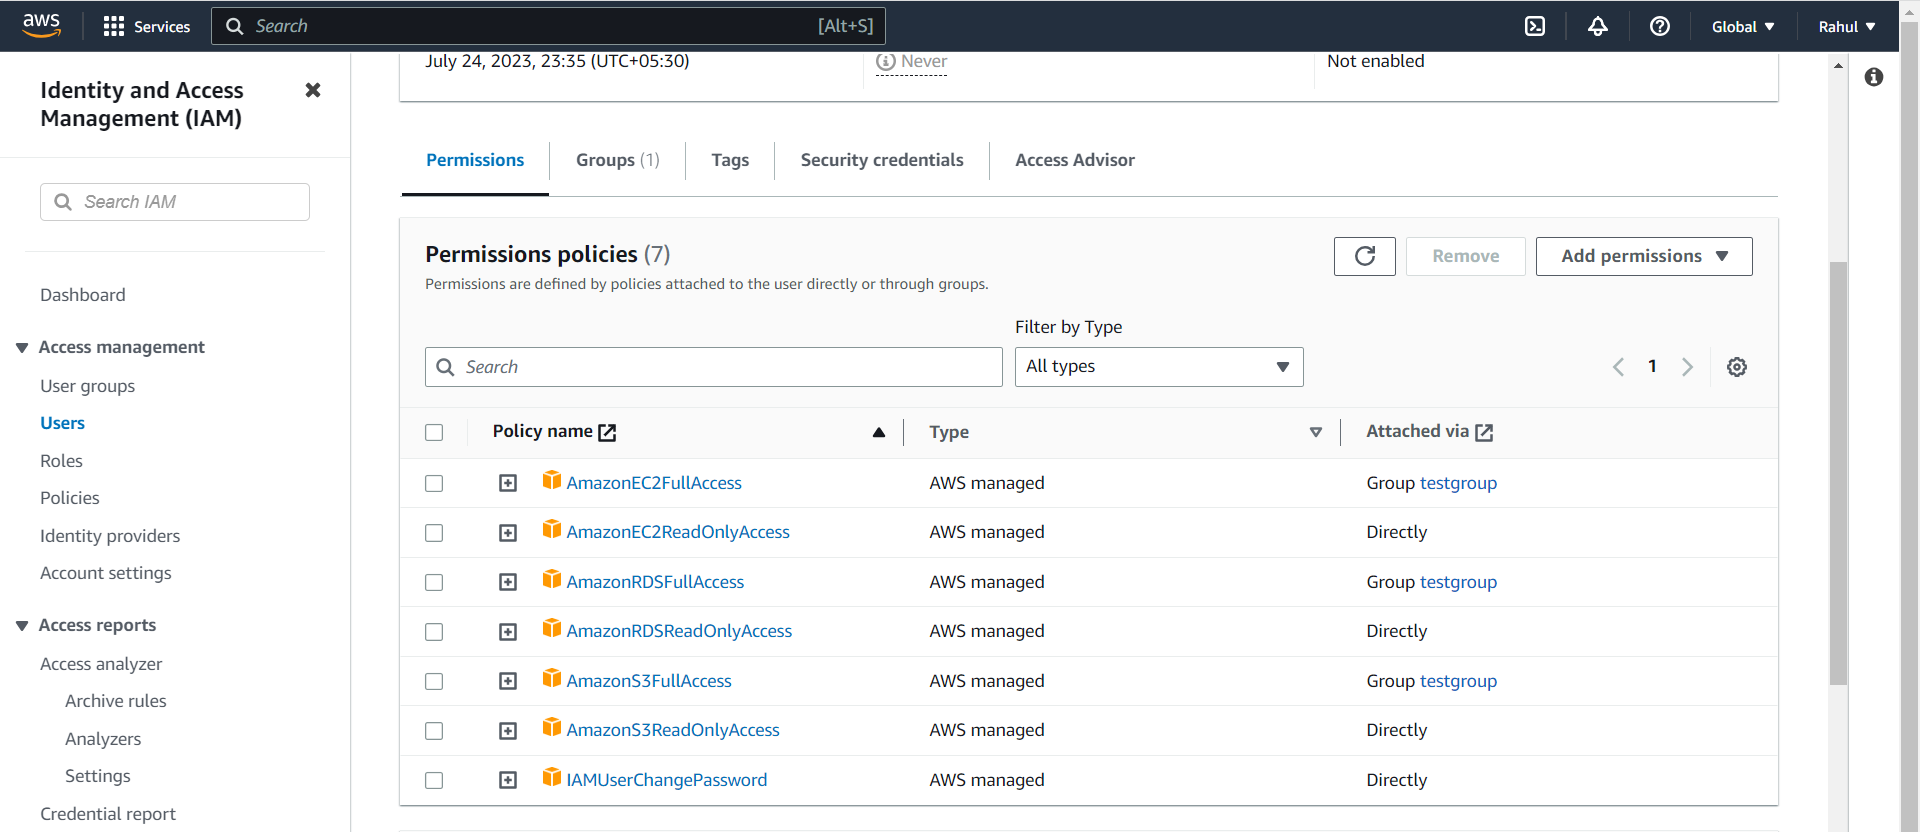 aws Services Search [Alt+S] Global Rahul
Identity and Access
Management (IAM)
Search IAM
Dashboard
Access management
User groups
Users
Roles
Policies
Identity providers
Account settings
Access reports
Access analyzer
Archive rules
Analyzers
Settings
Credential report
July 24, 2023, 23:35 (UTC+05:30) Never Not enabled
Permissions Groups (1) Tags Security credentials Access Advisor
Permissions policies (7) Remove Add permissions
Permissions are defined by policies attached to the user directly or through groups.
Filter by Type
Search All types 1
Policy name Type Attached via
AmazonEC2FullAccess AWS managed Group testgroup
AmazonEC2ReadOnlyAccess AWS managed Directly
AmazonRDSFullAccess AWS managed Group testgroup
AmazonRDSReadOnlyAccess AWS managed Directly
AmazonS3FullAccess AWS managed Group testgroup
AmazonS3ReadOnlyAccess AWS managed Directly
IAMUserChangePassword AWS managed Directly